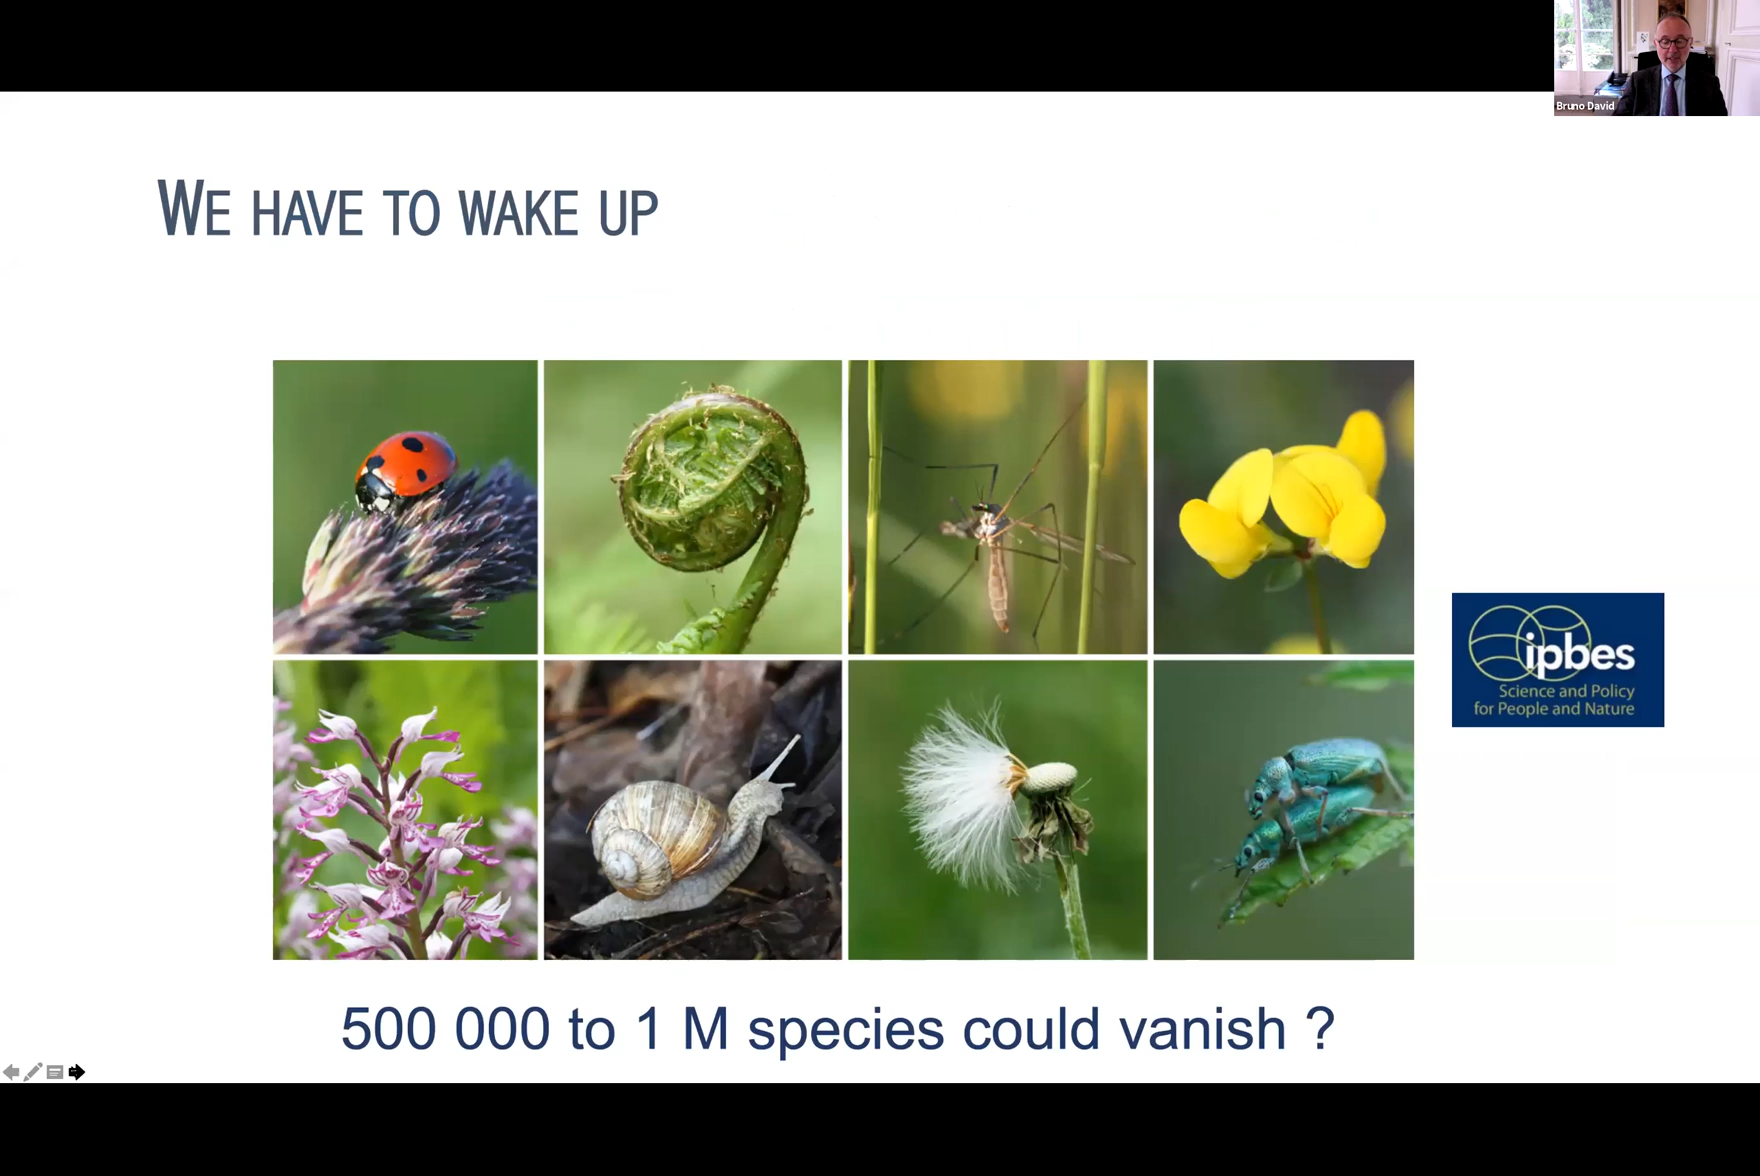 Bruno David
WE HAVE TO WAKE UP
ipbes
Science and Policy
for People and Nature
500 000 to 1 M species could vanish ?